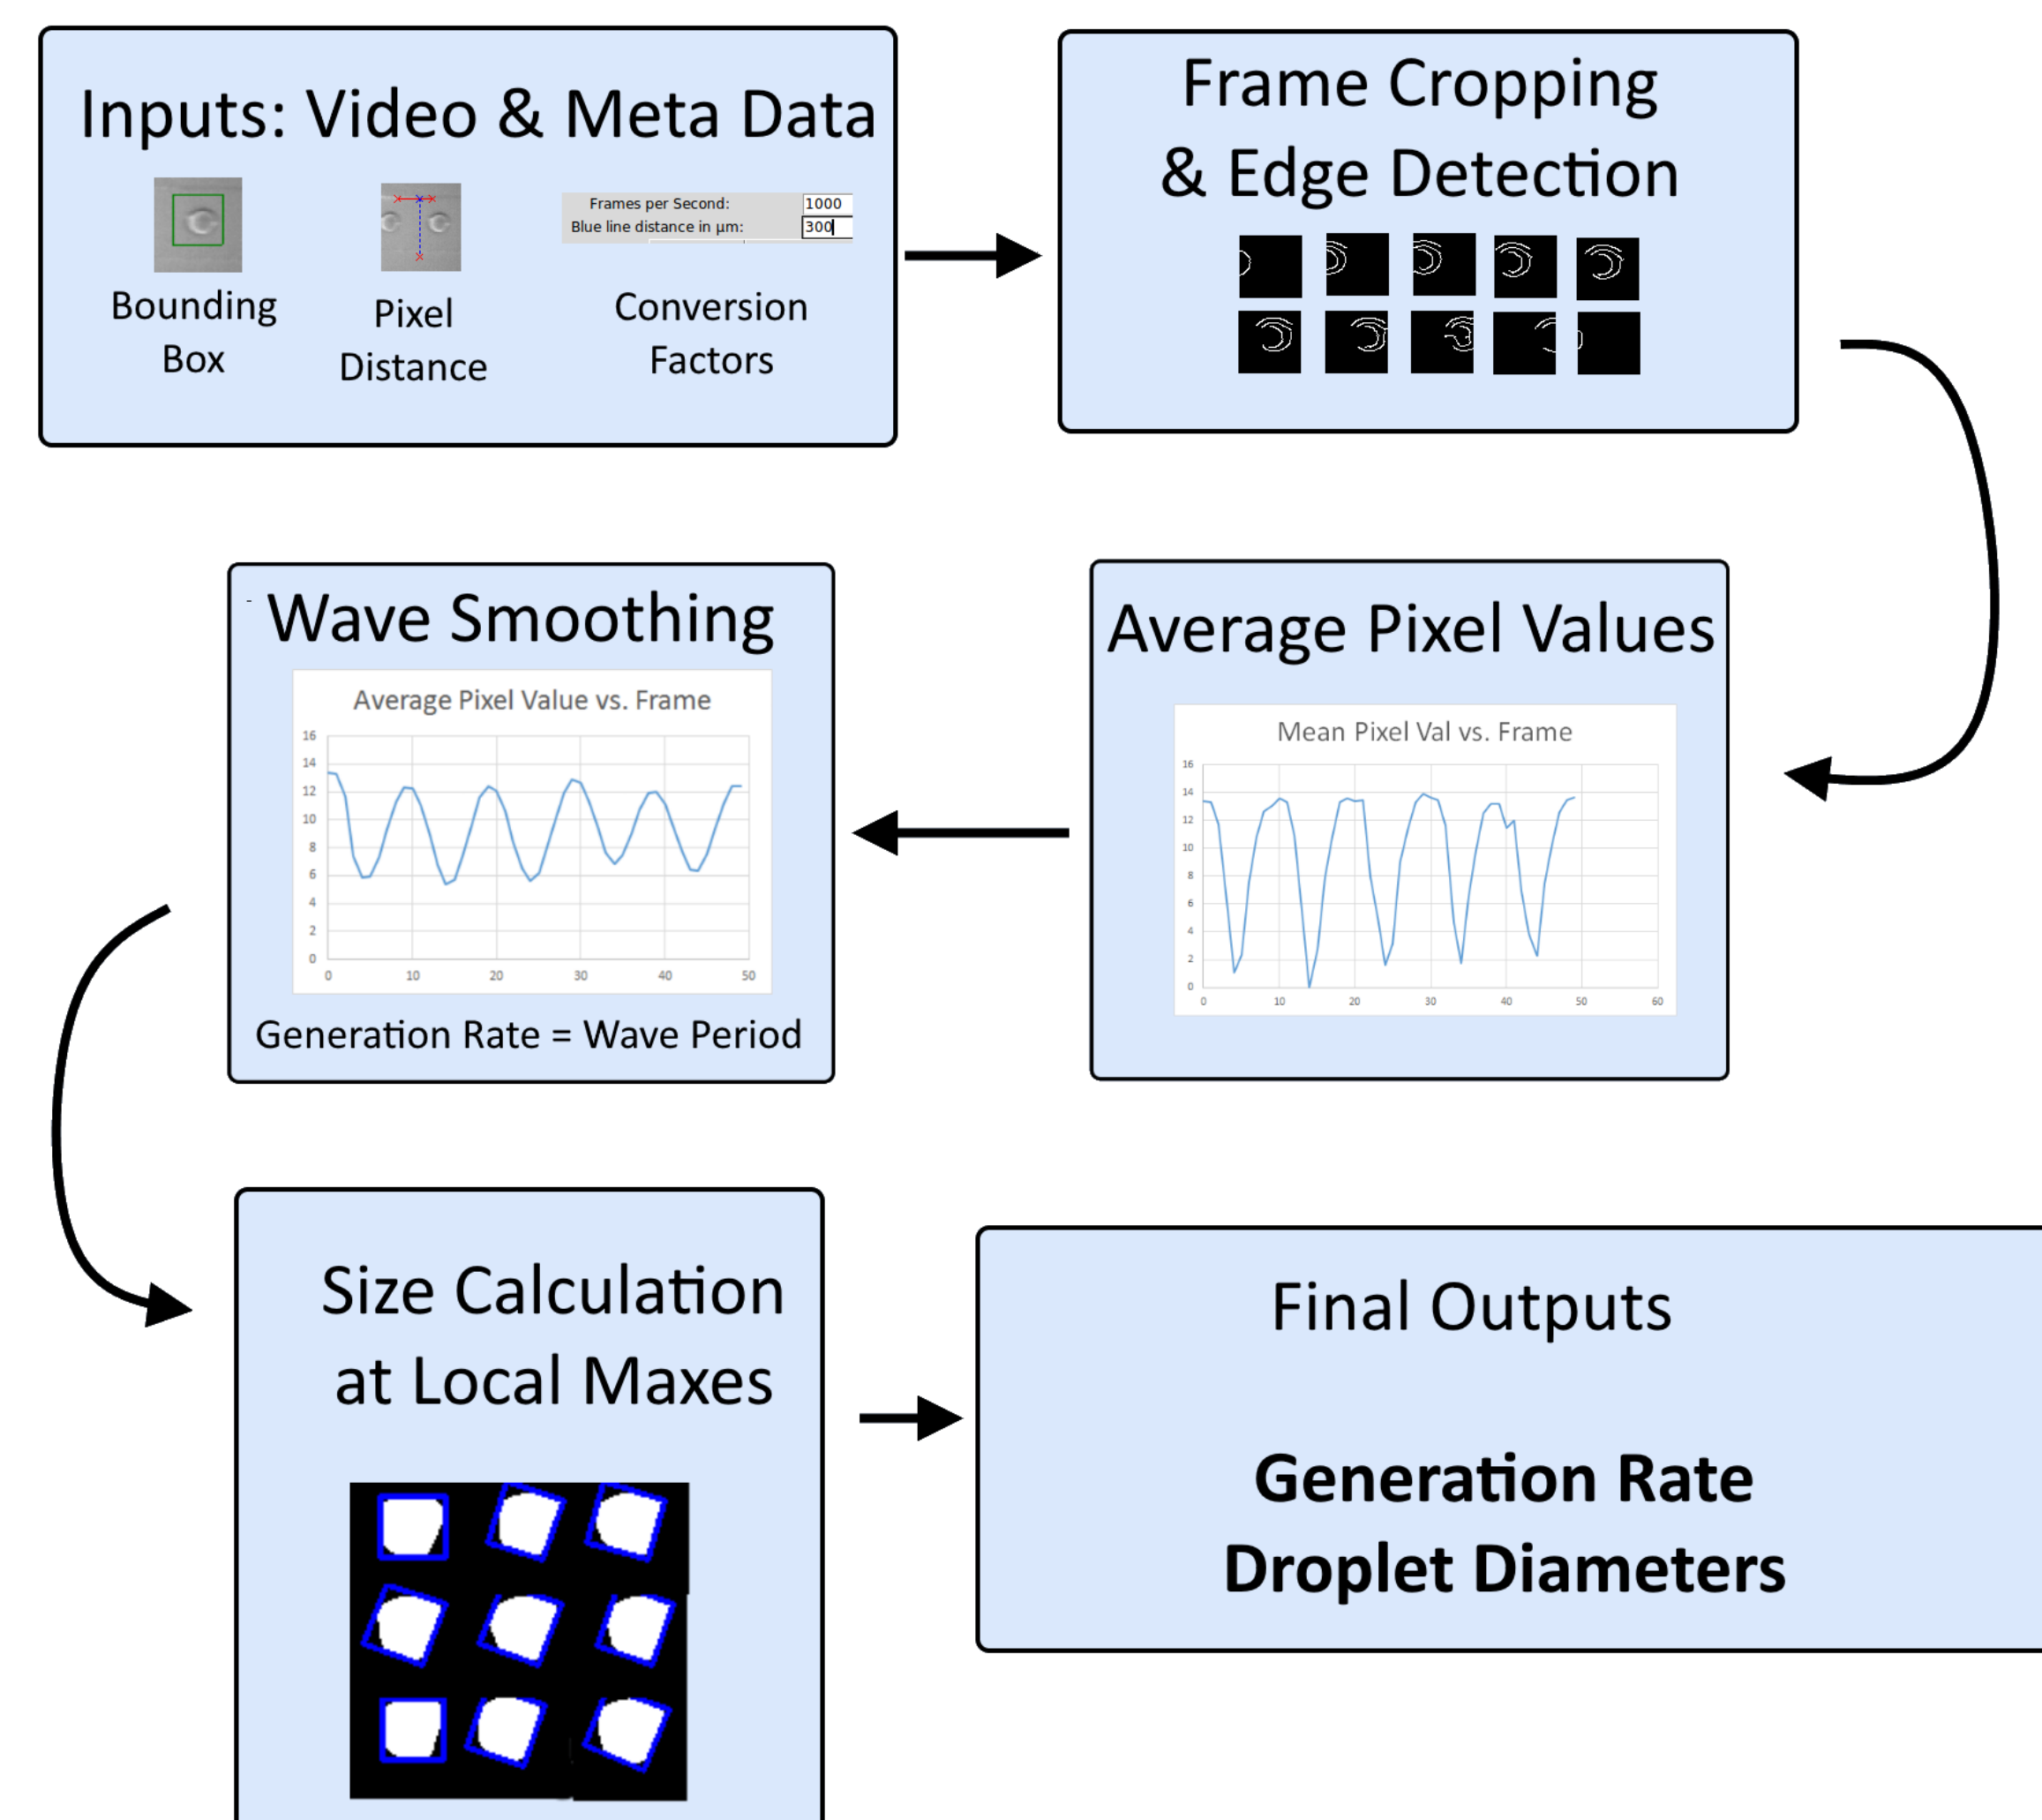 Inputs: Video & Meta Data
Frames per Second: 1000
Blue line distance in µm: 300
Bounding
Box
Pixel
Distance
Conversion
Factors
Frame Cropping
& Edge Detection
Average Pixel Values
Mean Pixel Val vs. Frame
16
14
12
10
8
6
4
2
0
0 10 20 30 40 50 60
Wave Smoothing
Average Pixel Value vs. Frame
16
14
12
10
8
6
4
2
0
0 10 20 30 40 50
Generation Rate = Wave Period
Size Calculation
at Local Maxes
Final Outputs
Generation Rate
Droplet Diameters